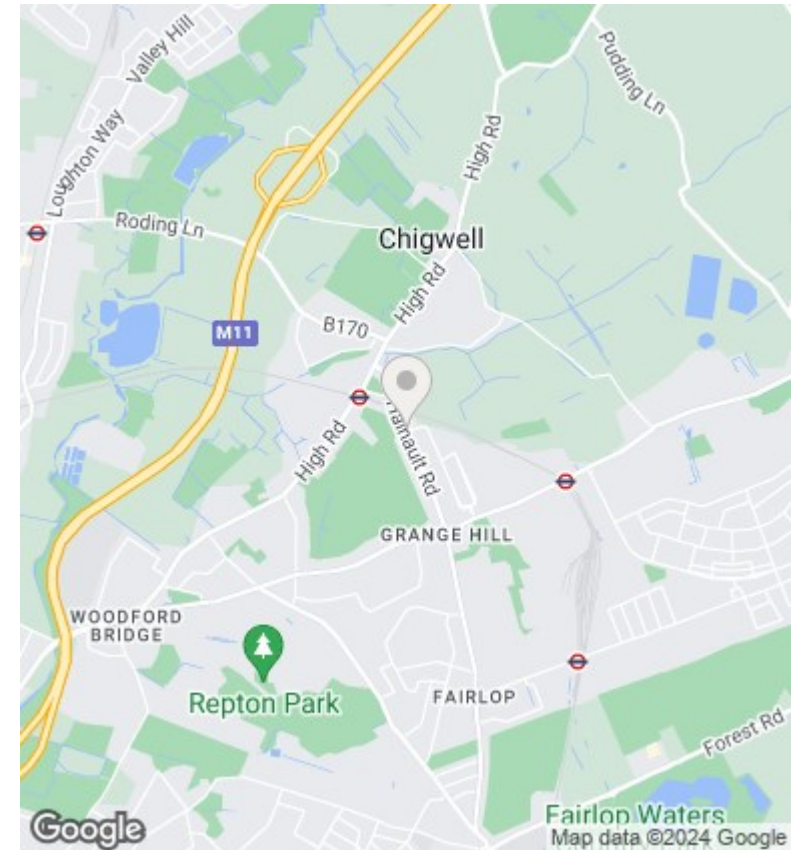 Valley Hill
Pudding Ln
Loughton Way
High Rd
Roding Ln
Chigwell
High Rd
B170
M11
Hainault Rd
High Rd
GRANGE HILL
WOODFORD
BRIDGE
Repton Park
FAIRLOP
Forest Rd
Fairlop Waters
Google
Map data ©2024 Google